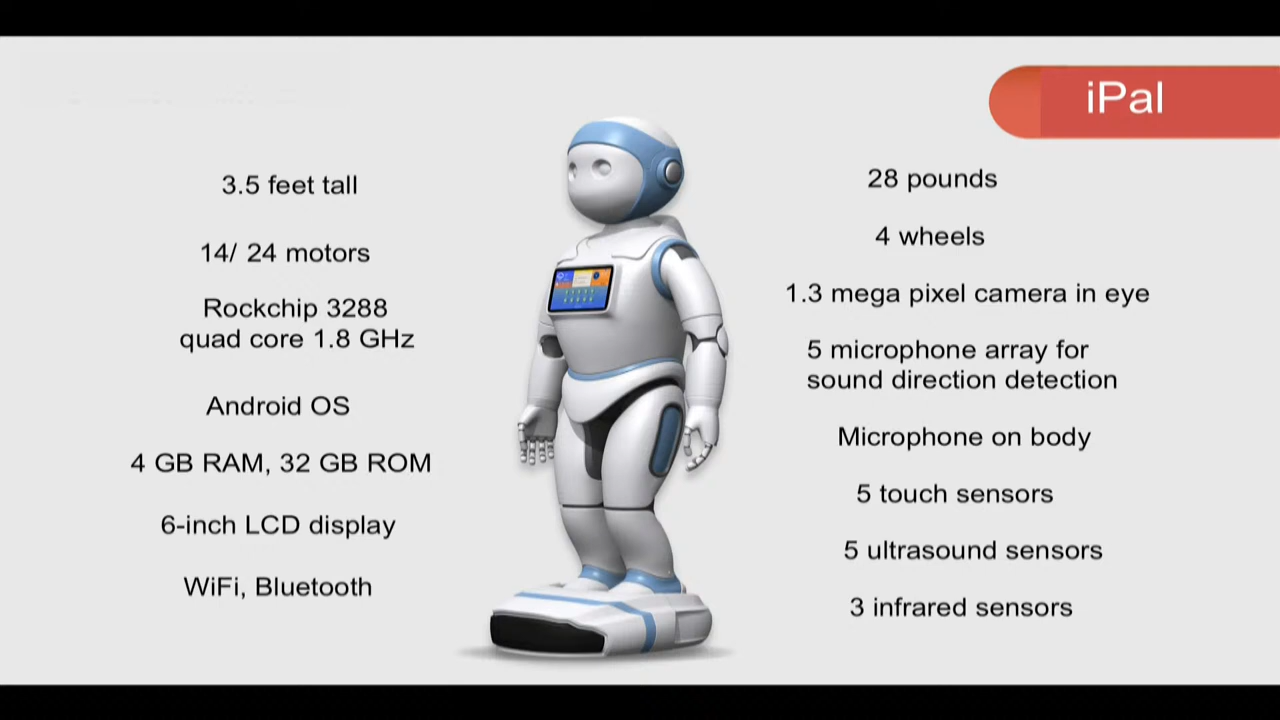 iPal
3.5 feet tall
14/ 24 motors
Rockchip 3288
quad core 1.8 GHz
Android OS
4 GB RAM, 32 GB ROM
6-inch LCD display
WiFi, Bluetooth
28 pounds
4 wheels
1.3 mega pixel camera in eye
5 microphone array for
sound direction detection
Microphone on body
5 touch sensors
5 ultrasound sensors
3 infrared sensors